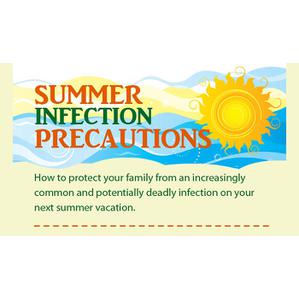 SUMMER
INFECTION
PRECAUTIONS
How to protect your family from an increasingly
common and potentially deadly infection on your
next summer vacation.